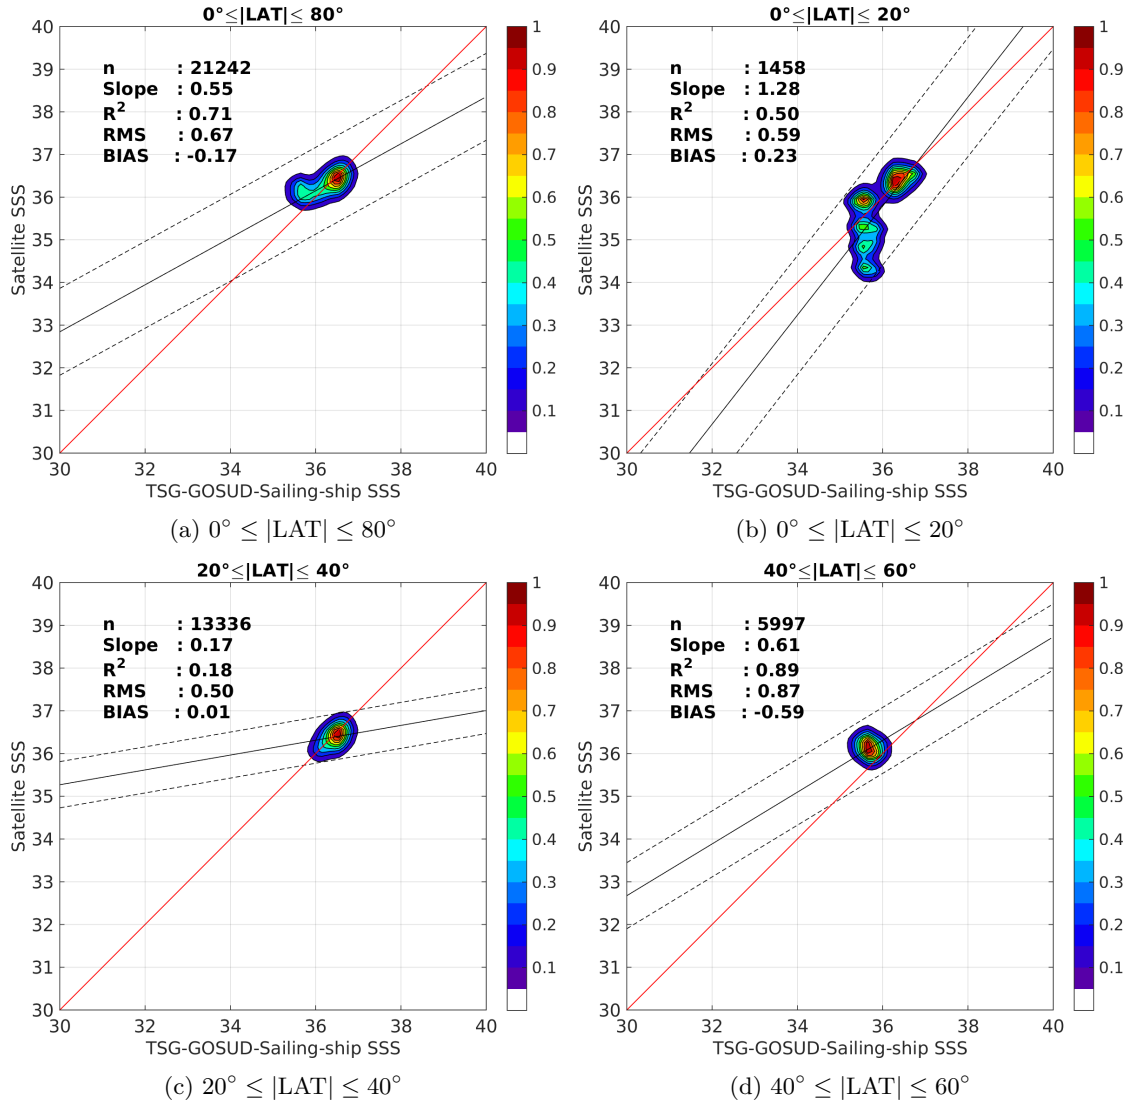 0°≤|LAT|≤ 80°
40
39
38
37
36
35
34
33
32
31
30
Satellite SSS
n : 21242
Slope : 0.55
R² : 0.71
RMS : 0.67
BIAS : -0.17
30 32 34 36 38 40
TSG-GOSUD-Sailing-ship SSS
1
0.9
0.8
0.7
0.6
0.5
0.4
0.3
0.2
0.1
(a) 0° ≤ |LAT| ≤ 80°
0°≤|LAT|≤ 20°
40
39
38
37
36
35
34
33
32
31
30
Satellite SSS
n : 1458
Slope : 1.28
R² : 0.50
RMS : 0.59
BIAS : 0.23
30 32 34 36 38 40
TSG-GOSUD-Sailing-ship SSS
1
0.9
0.8
0.7
0.6
0.5
0.4
0.3
0.2
0.1
(b) 0° ≤ |LAT| ≤ 20°
20°≤|LAT|≤ 40°
40
39
38
37
36
35
34
33
32
31
30
Satellite SSS
n : 13336
Slope : 0.17
R² : 0.18
RMS : 0.50
BIAS : 0.01
30 32 34 36 38 40
TSG-GOSUD-Sailing-ship SSS
1
0.9
0.8
0.7
0.6
0.5
0.4
0.3
0.2
0.1
(c) 20° ≤ |LAT| ≤ 40°
40°≤|LAT|≤ 60°
40
39
38
37
36
35
34
33
32
31
30
Satellite SSS
n : 5997
Slope : 0.61
R² : 0.89
RMS : 0.87
BIAS : -0.59
30 32 34 36 38 40
TSG-GOSUD-Sailing-ship SSS
1
0.9
0.8
0.7
0.6
0.5
0.4
0.3
0.2
0.1
(d) 40° ≤ |LAT| ≤ 60°